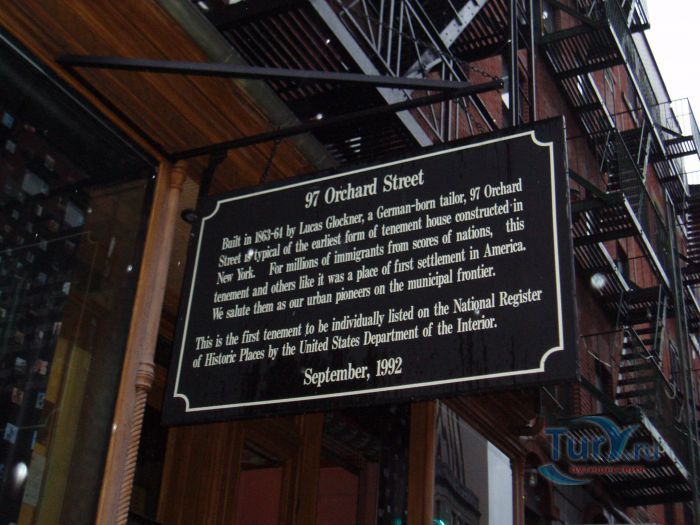 97 Orchard Street
Built in 1863-64 by Lucas Glockner, a German-born tailor, 97 Orchard
Street is typical of the earliest form of tenement house constructed in
New York. For millions of immigrants from scores of nations, this
tenement and others like it was a place of first settlement in America.
We salute them as our urban pioneers on the municipal frontier.
This is the first tenement to be individually listed on the National Register
of Historic Places by the United States Department of the Interior.
September, 1992
Turx.ru